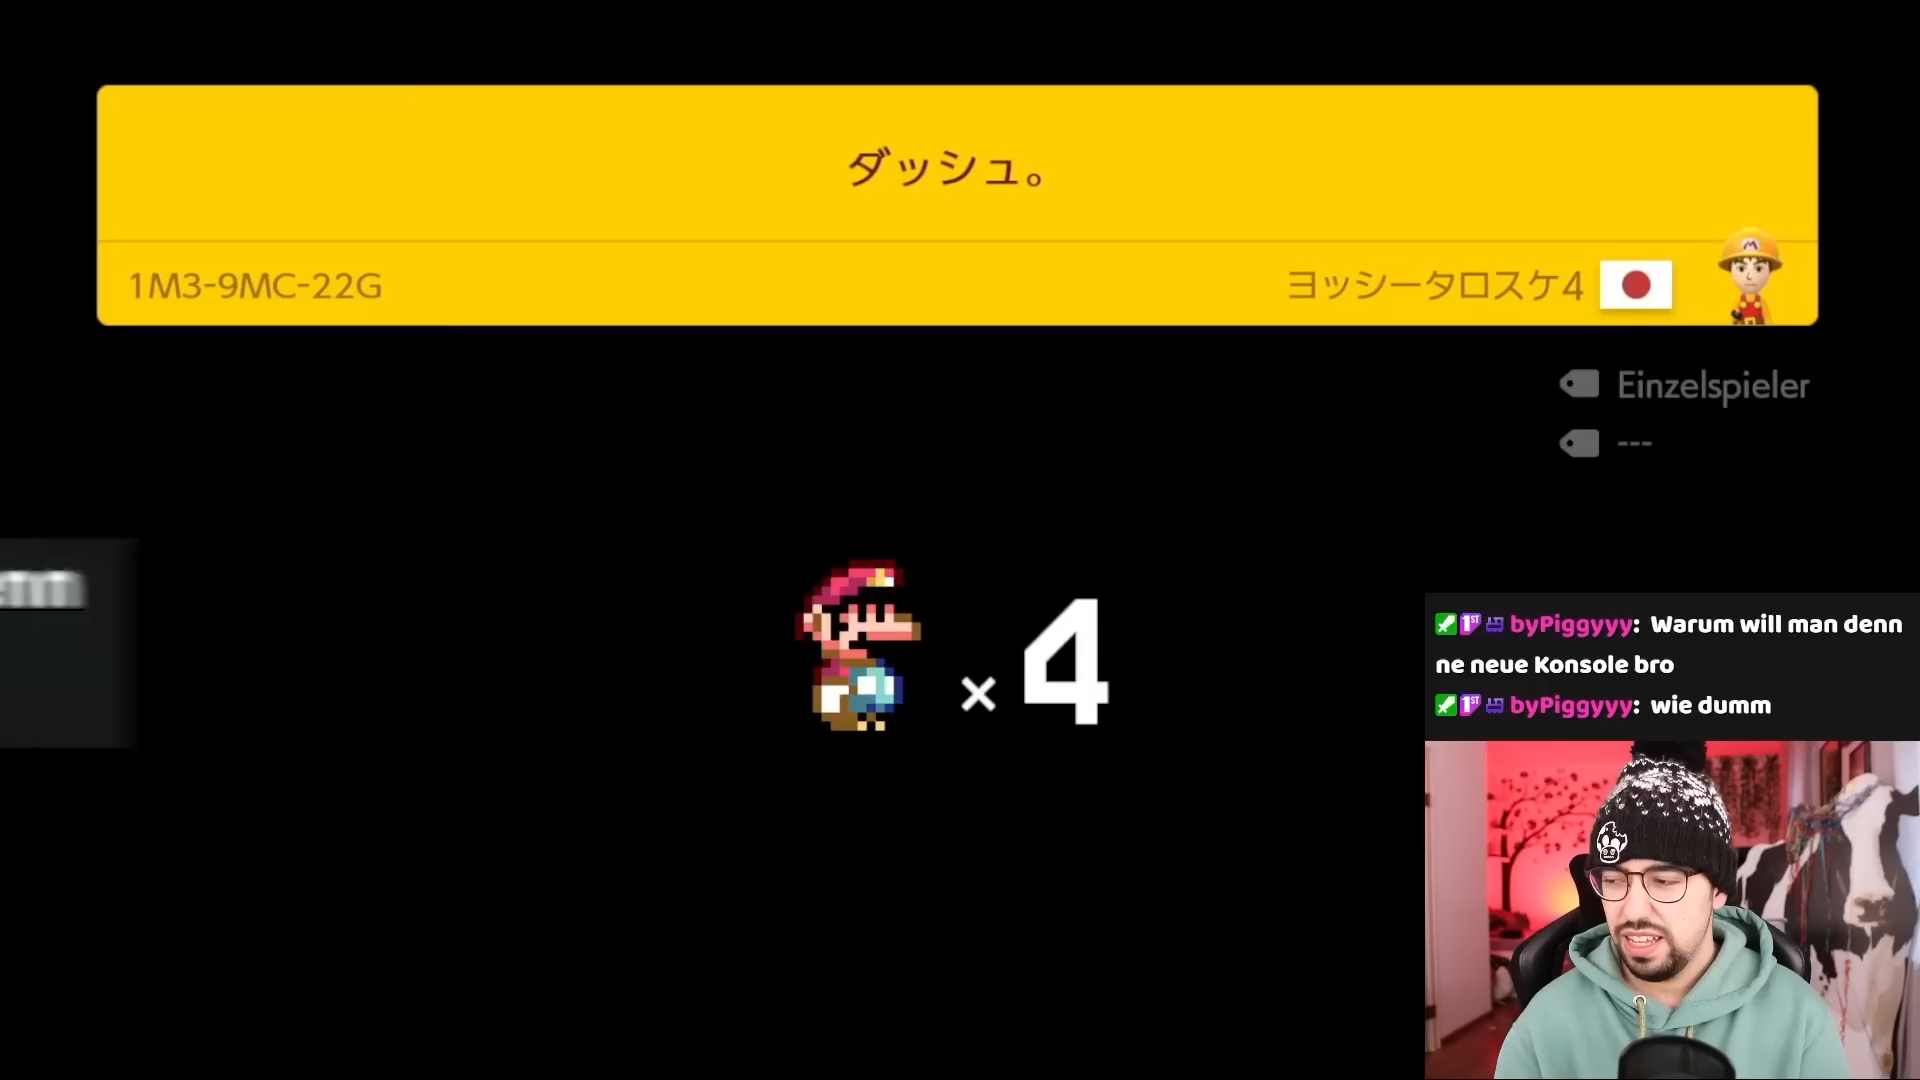 ダッシュ。
1M3-9MC-22G
ヨッシータロスケ4
Einzelspieler
---
× 4
byPiggyyy: Warum will man denn
ne neue Konsole bro
byPiggyyy: wie dumm